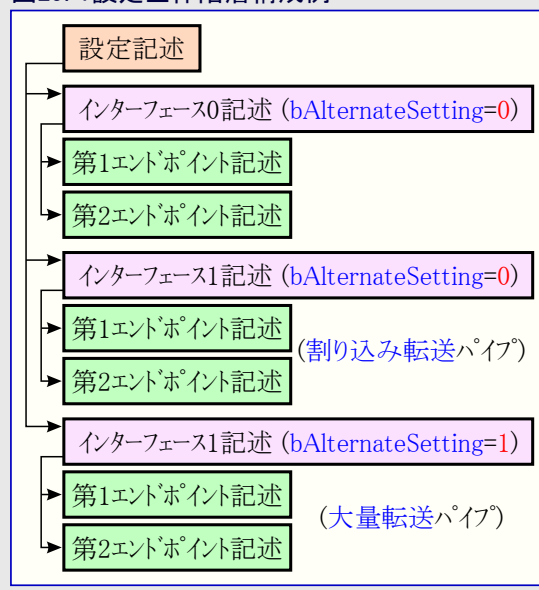 設定記述
インターフェース0記述 (bAlternateSetting=0)
第1エンドポイント記述
第2エンドポイント記述
インターフェース1記述 (bAlternateSetting=0)
第1エンドポイント記述
(割り込み転送パイプ)
第2エンドポイント記述
インターフェース1記述 (bAlternateSetting=1)
第1エンドポイント記述
(大量転送パイプ)
第2エンドポイント記述